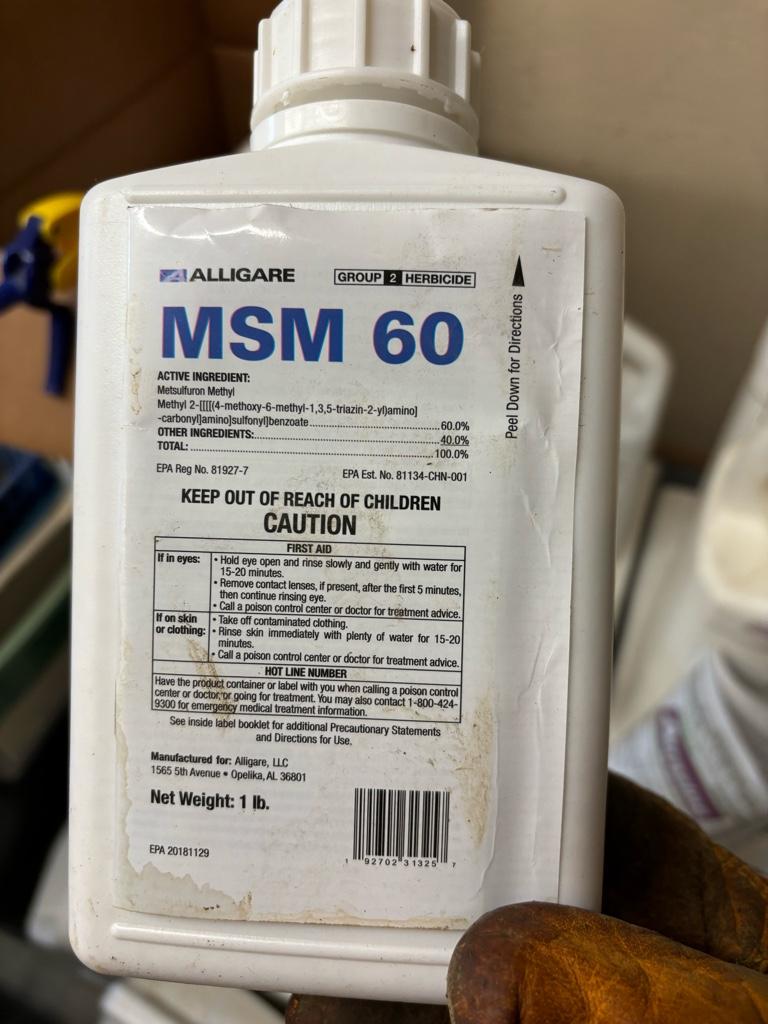 ALLIGARE
GROUP 2 HERBICIDE
MSM 60
Peel Down for Directions
ACTIVE INGREDIENT:
Metsulfuron Methyl
Methyl 2-[[[[(4-methoxy-6-methyl-1,3,5-triazin-2-yl)amino]
-carbonyl]amino]sulfonyl]benzoate........60.0%
OTHER INGREDIENTS:........40.0%
TOTAL:........100.0%
EPA Reg No. 81927-7
EPA Est. No. 81134-CHN-001
KEEP OUT OF REACH OF CHILDREN
CAUTION
FIRST AID
If in eyes:
• Hold eye open and rinse slowly and gently with water for
15-20 minutes.
• Remove contact lenses, if present, after the first 5 minutes,
then continue rinsing eye.
• Call a poison control center or doctor for treatment advice.
If on skin
or clothing:
• Take off contaminated clothing.
• Rinse skin immediately with plenty of water for 15-20
minutes.
• Call a poison control center or doctor for treatment advice.
HOT LINE NUMBER
Have the product container or label with you when calling a poison control
center or doctor, or going for treatment. You may also contact 1-800-424-
9300 for emergency medical treatment information.
See inside label booklet for additional Precautionary Statements
and Directions for Use.
Manufactured for: Alligare, LLC
1565 5th Avenue • Opelika, AL 36801
Net Weight: 1 lb.
EPA 20181129
1 92702 31325 7